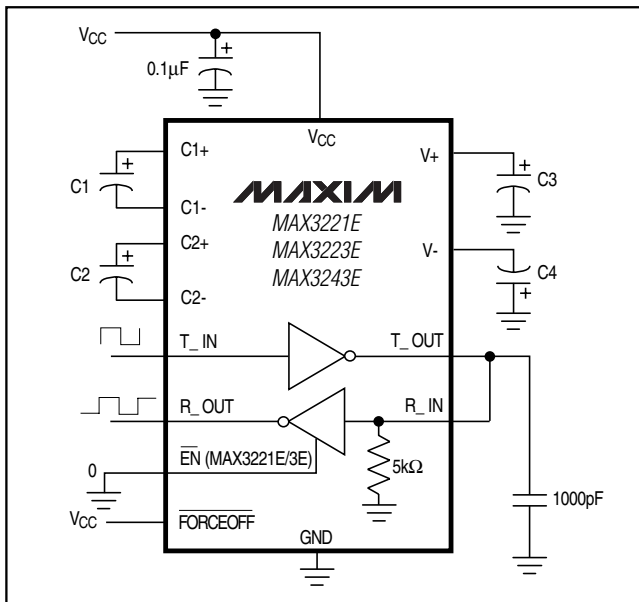 VCC
0.1µF
+
VCC
C1+
C1
+
C1-
C2+
C2
+
C2-
MAXIM
MAX3221E
MAX3223E
MAX3243E
V+
+
C3
V-
C4
+
T_IN
T_OUT
R_OUT
R_IN
0
EN (MAX3221E/3E)
5kΩ
1000pF
VCC
FORCEOFF
GND